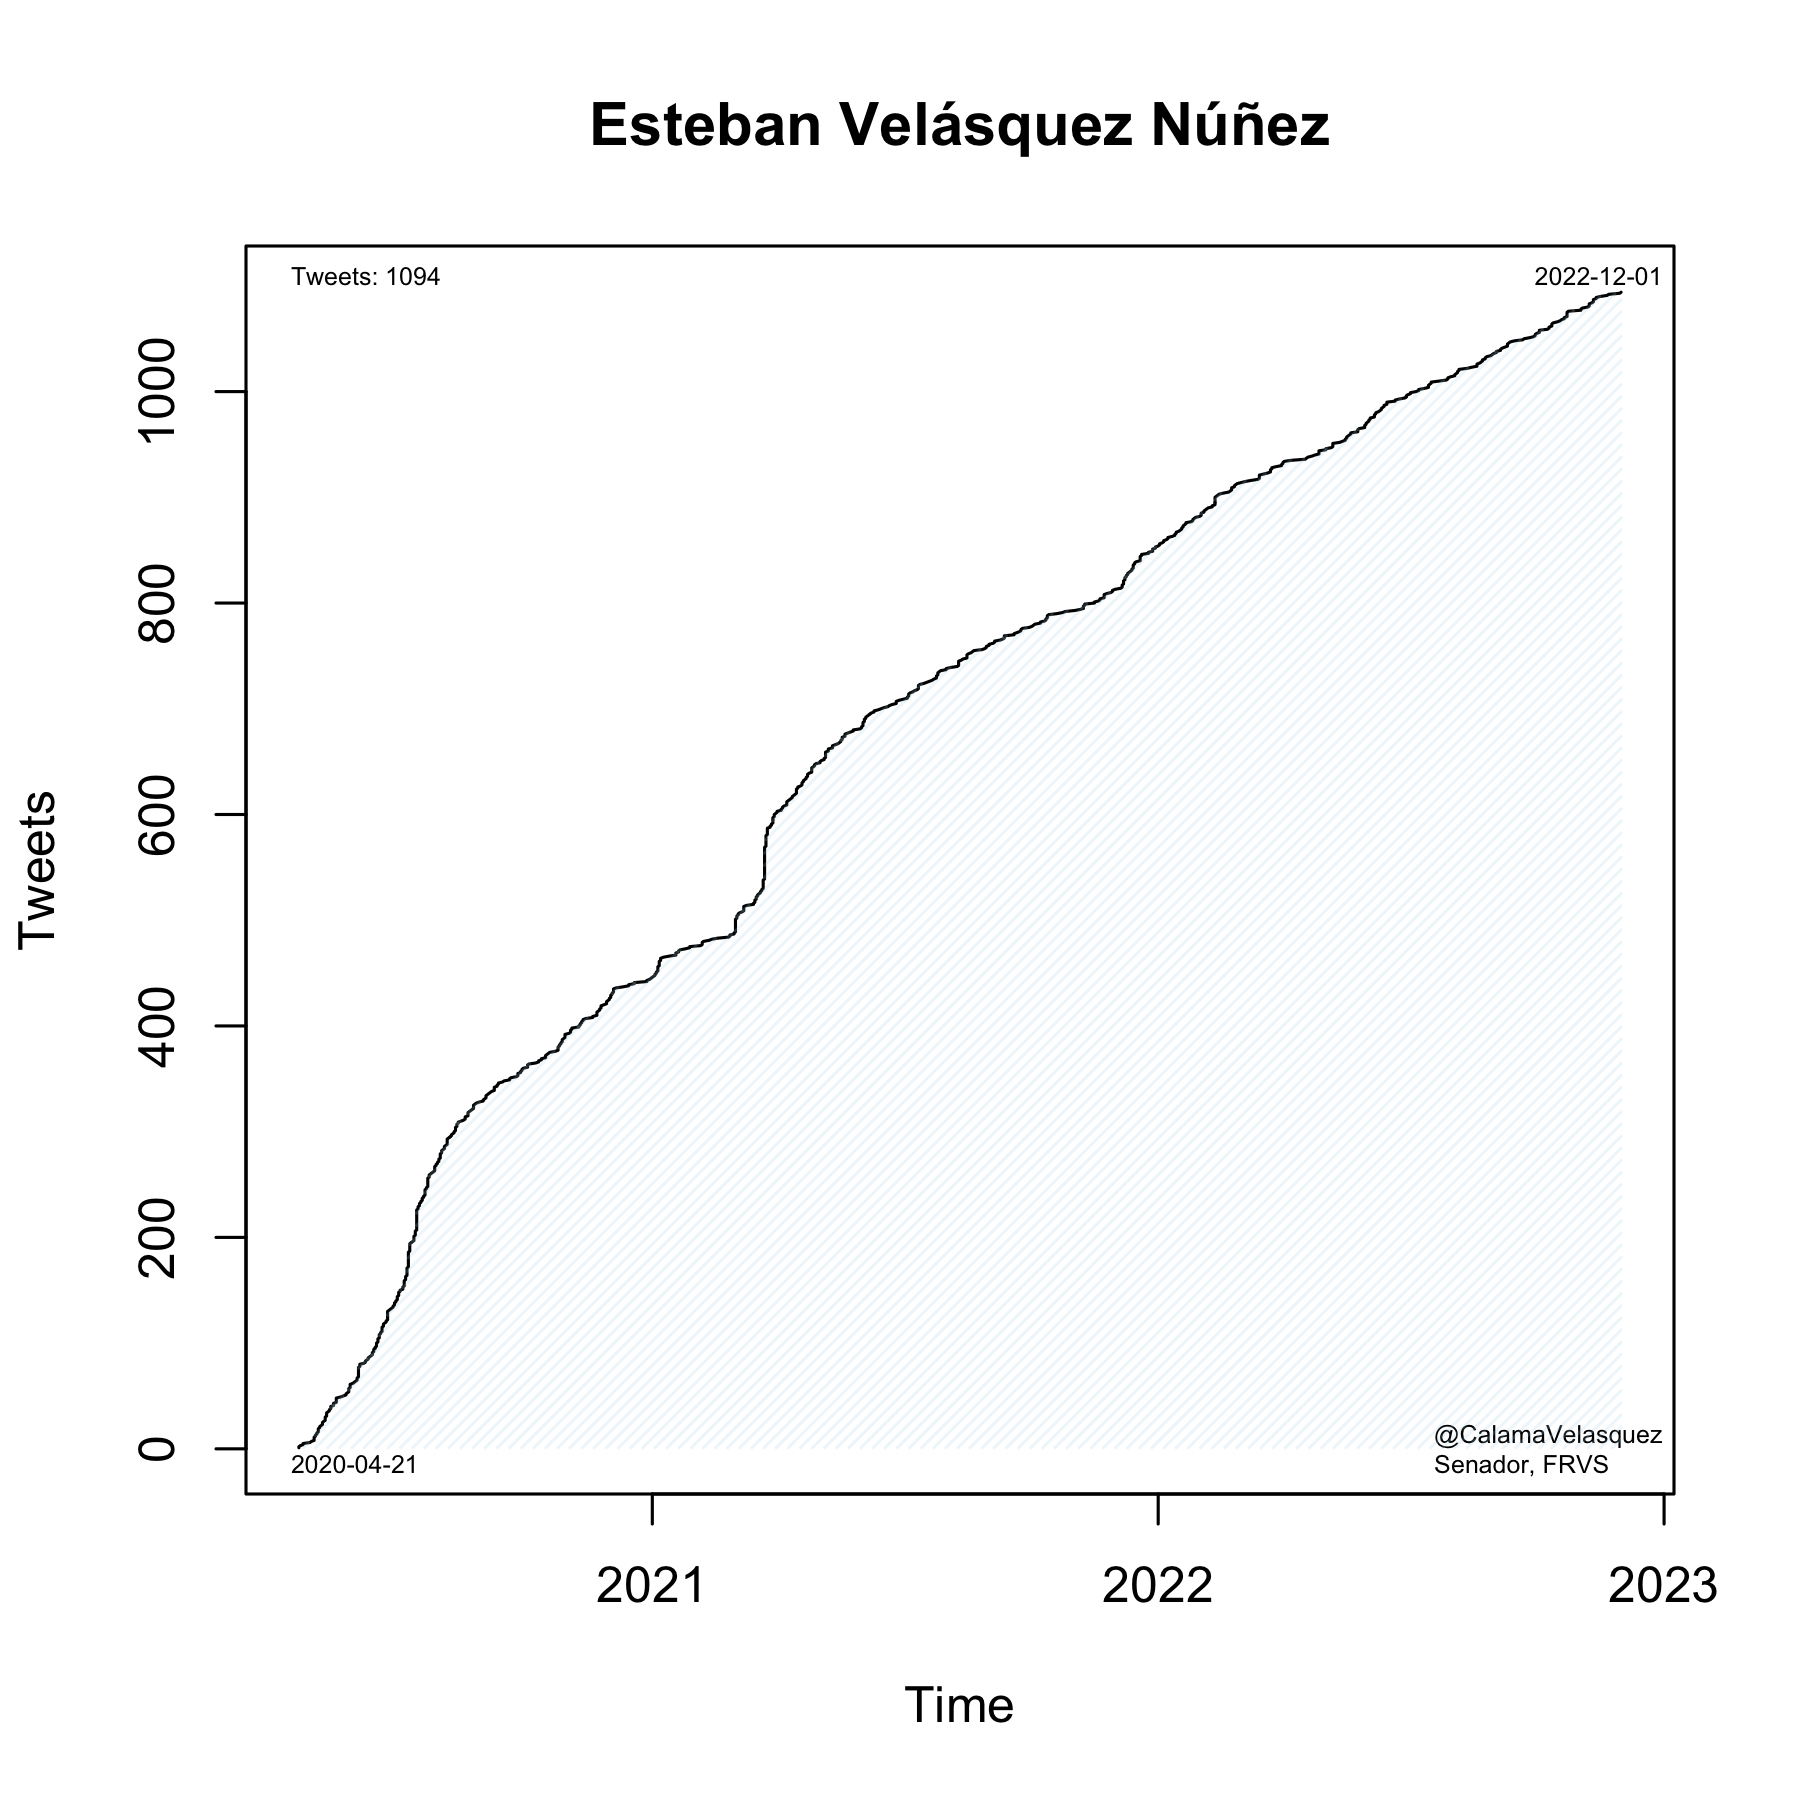 Esteban Velásquez Núñez
Tweets: 1094
2022-12-01
1000
800
600
400
200
0
Tweets
@CalamaVelasquez
Senador, FRVS
2020-04-21
2021
2022
2023
Time